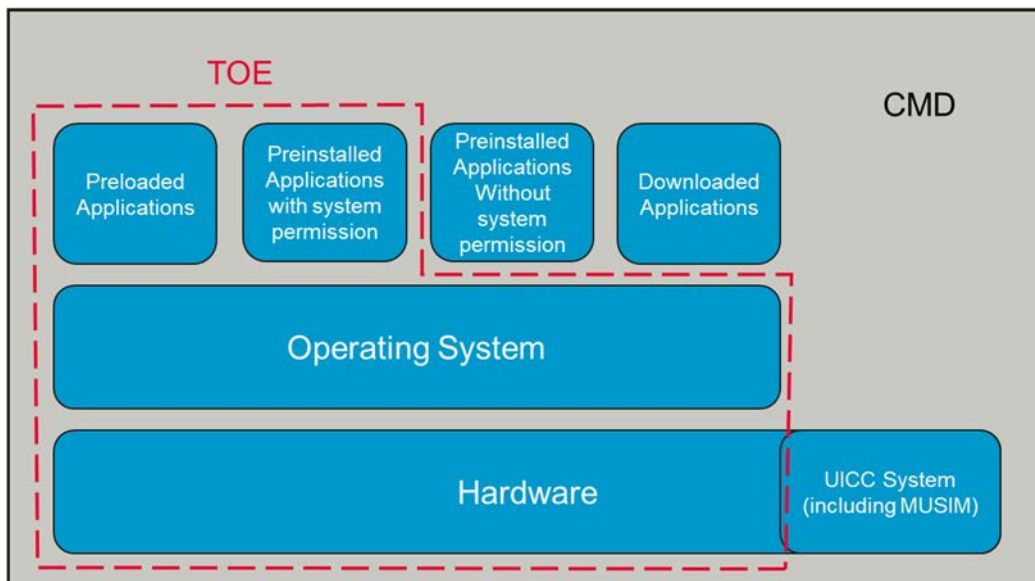 TOE
CMD
Preloaded
Applications
Preinstalled
Applications
with system
permission
Preinstalled
Applications
Without
system
permission
Downloaded
Applications
Operating System
Hardware
UICC System
(including MUSIM)